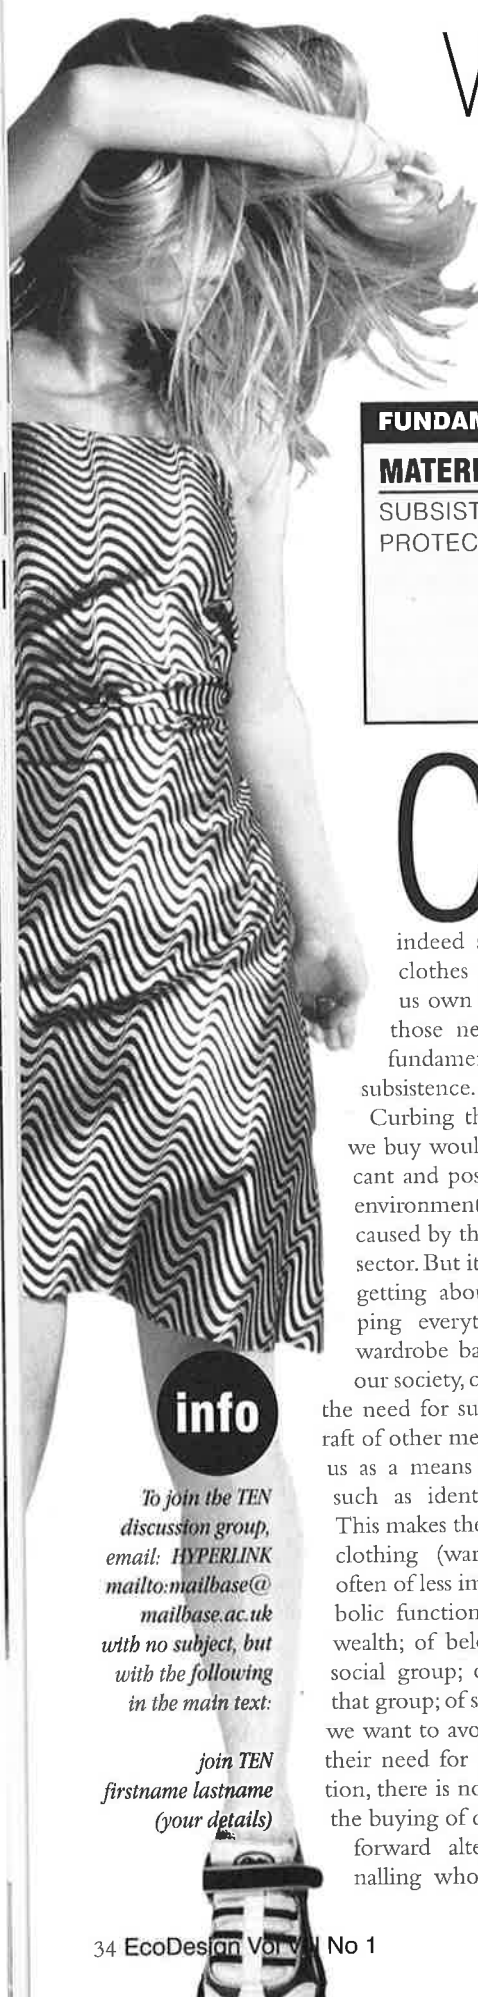 FUNDAM
MATERI
SUBSIST
PROTEC
indeed
clothes
us own
those ne
fundamen
subsistence.
Curbing th
we buy woul
cant and pos
environment
caused by th
sector. But it
getting abou
ping everyt
wardrobe ba
our society, c
the need for su
raft of other me
us as a means
such as ident
This makes the
clothing (war
often of less im
bolic function
wealth; of bel
social group; o
that group; of s
we want to avo
their need for
tion, there is no
the buying of c
forward alte
nalling who
info
To join the TEN
discussion group,
email: HYPERLINK
mailto:mailbase@
mailbase.ac.uk
with no subject, but
with the following
in the main text:
join TEN
firstname lastname
(your details)
34 EcoDesign Vol VIII No 1